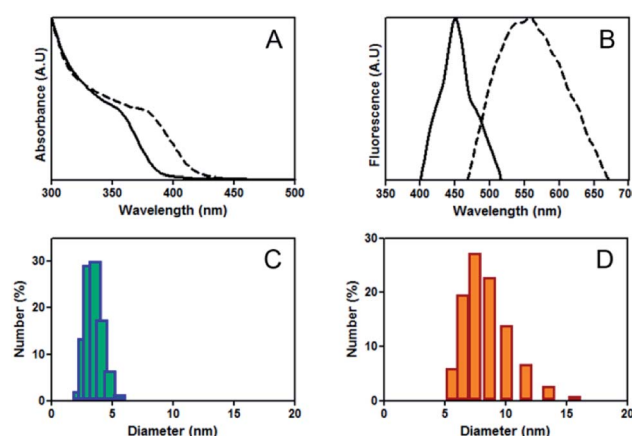 A
Absorbance (A.U)
300 350 400 450 500
Wavelength (nm)
B
Fluorescence (A.U)
350 400 450 500 550 600 650 70
Wavelength (nm)
C
Number (%)
30
20
10
0
0 5 10 15 20
Diameter (nm)
D
Number (%)
30
20
10
0
0 5 10 15 20
Diameter (nm)